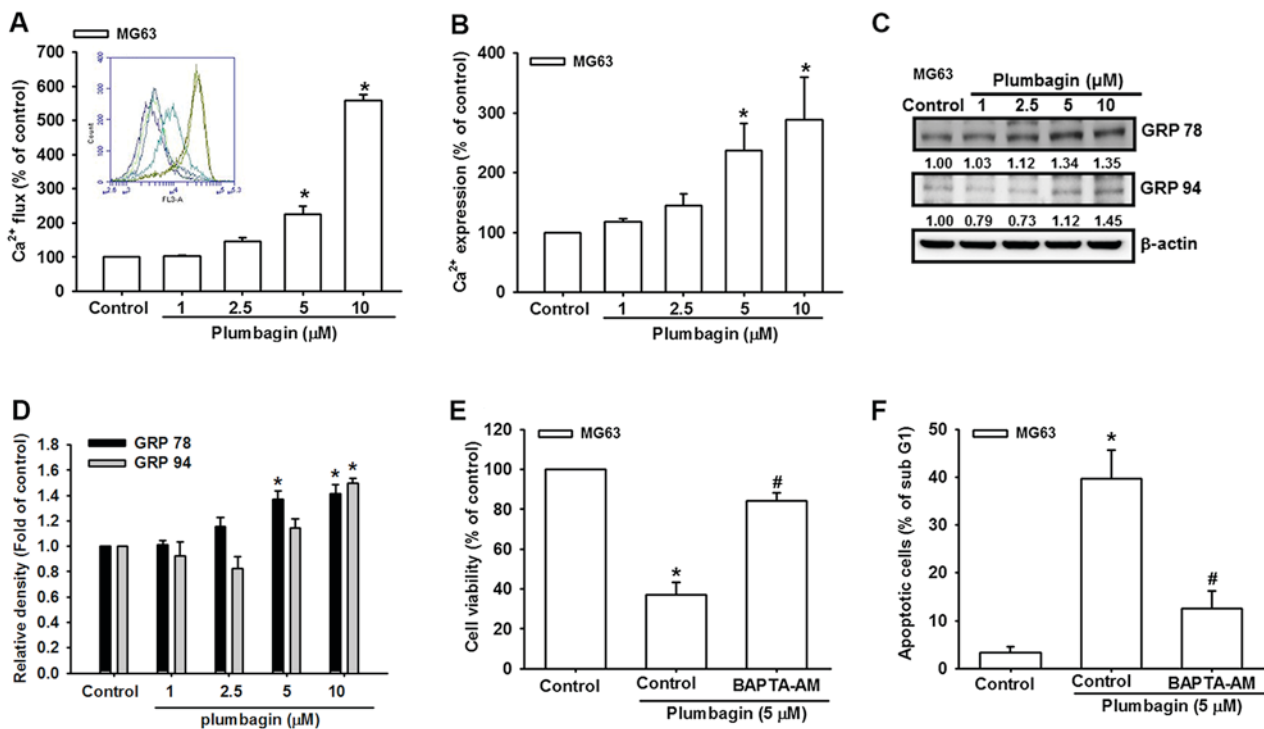 A
MG63
Ca²⁺ flux (% of control)
700
600
500
400
300
200
100
0
Count
400
300
200
100
0
FL3-A
Control
1 2.5 5 10
Plumbagin (μM)
*
*
B
MG63
Ca²⁺ expression (% of control)
400
300
200
100
0
*
*
Control
1 2.5 5 10
Plumbagin (μM)
C
MG63
Control
Plumbagin (μM)
1 2.5 5 10
GRP 78
1.00 1.03 1.12 1.34 1.35
GRP 94
1.00 0.79 0.73 1.12 1.45
β-actin
D
GRP 78
GRP 94
Relative density (Fold of control)
1.8
1.6
1.4
1.2
1.0
0.8
0.6
0.4
0.2
0.0
* * *
Control 1 2.5 5 10
plumbagin (μM)
E
MG63
Cell viability (% of control)
120
100
80
60
40
20
0
*
#
Control Control BAPTA-AM
Plumbagin (5 μM)
F
MG63
Apoptotic cells (% of sub G1)
50
40
30
20
10
0
*
#
Control Control BAPTA-AM
Plumbagin (5 μM)